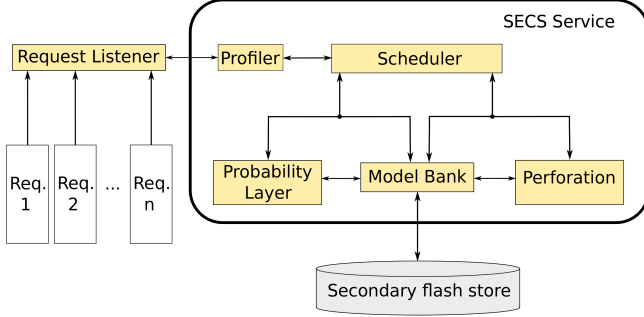 SECS Service
Request Listener
Profiler
Scheduler
Req.
1
Req.
2
...
Req.
n
Probability
Layer
Model Bank
Perforation
Secondary flash store